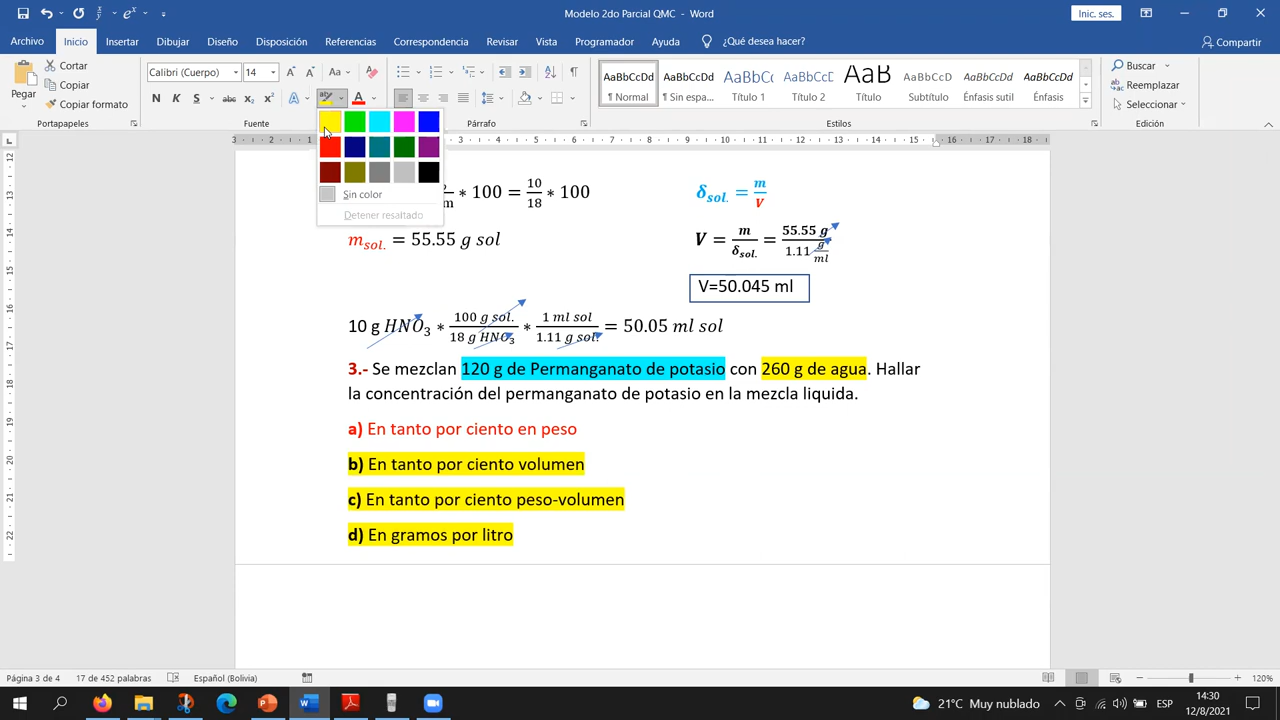 Modelo 2do Parcial QMC - Word
Inic. ses.
Archivo Inicio Insertar Dibujar Diseño Disposición Referencias Correspondencia Revisar Vista Programador Ayuda ¿Qué desea hacer? Compartir
Pegar
Cortar
Copiar
Copiar formato
Calibri (Cuerpo) 14
N K S abc x₂ x²
AaBbCcDd AaBbCcDd AaBbCc AaBbCcD AaB AaBbCcD AaBbCcDd AaBbCcDd
¶ Normal ¶ Sin espa... Título 1 Título 2 Título Subtítulo Énfasis sutil Énfasis
Buscar
Reemplazar
Seleccionar
Portapapeles Fuente Párrafo Estilos Edición
Sin color
Detener resaltado
m * 100 = 10/18 * 100
δsol. = m/V
msol. = 55.55 g sol
V = m/δsol. = 55.55 g/1.11 g/ml
V=50.045 ml
10 g HNO₃ * 100 g sol./18 g HNO₃ * 1 ml sol/1.11 g sol. = 50.05 ml sol
3.- Se mezclan 120 g de Permanganato de potasio con 260 g de agua. Hallar
la concentración del permanganato de potasio en la mezcla liquida.
a) En tanto por ciento en peso
b) En tanto por ciento volumen
c) En tanto por ciento peso-volumen
d) En gramos por litro
Página 3 de 4 17 de 452 palabras Español (Bolivia) 120%
21°C Muy nublado ESP 14:30
12/8/2021